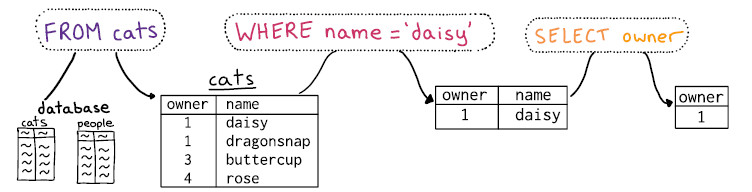 FROM cats
WHERE name = 'daisy'
SELECT owner
database
cats people
cats
owner name
1 daisy
1 dragonsnap
3 buttercup
4 rose
owner name
1 daisy
owner
1